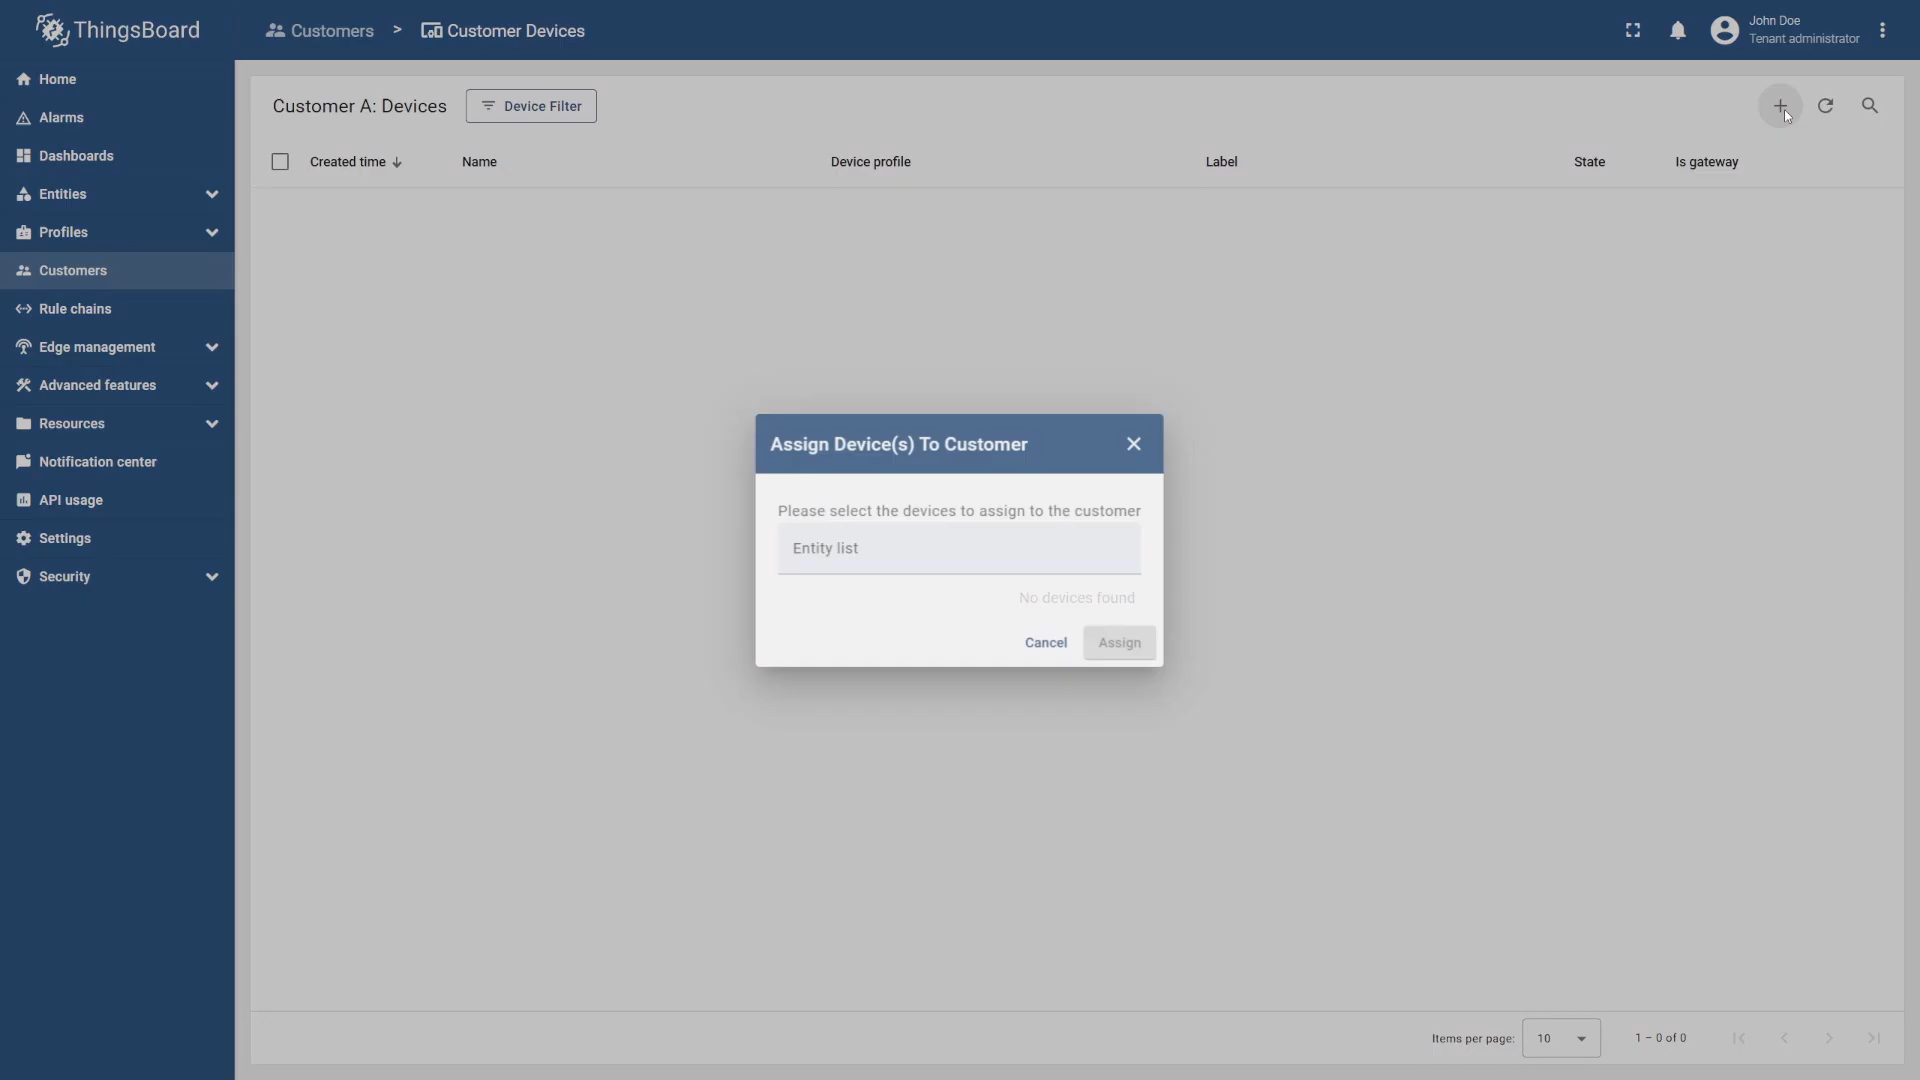 ThingsBoard
Customers > Customer Devices
John Doe
Tenant administrator
Home
Alarms
Dashboards
Entities
Profiles
Customers
Rule chains
Edge management
Advanced features
Resources
Notification center
API usage
Settings
Security
Customer A: Devices
Device Filter
Created time Name Device profile Label State Is gateway
Assign Device(s) To Customer
Please select the devices to assign to the customer
Entity list
No devices found
Cancel Assign
Items per page: 10 1 – 0 of 0